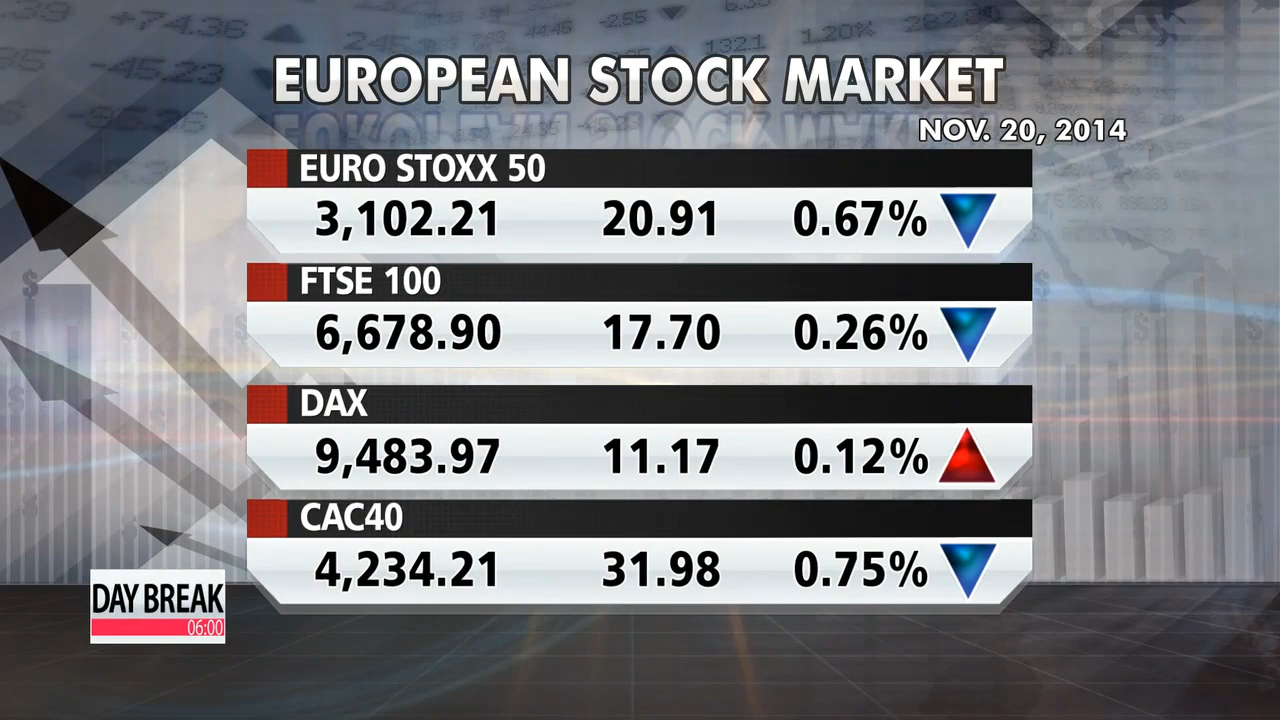 EUROPEAN STOCK MARKET
NOV. 20, 2014
EURO STOXX 50
3,102.21 20.91 0.67%
FTSE 100
6,678.90 17.70 0.26%
DAX
9,483.97 11.17 0.12%
CAC40
4,234.21 31.98 0.75%
DAY BREAK
06:00